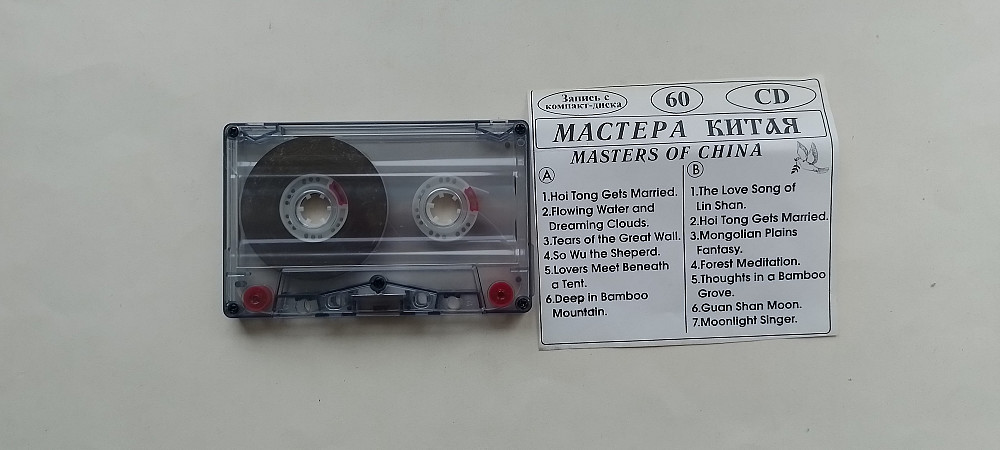 Запись с
компакт-диска
60
CD
МАСТЕРА КИТАЯ
MASTERS OF CHINA
A
1.Hoi Tong Gets Married.
2.Flowing Water and
Dreaming Clouds.
3.Tears of the Great Wall.
4.So Wu the Sheperd.
5.Lovers Meet Beneath
a Tent.
6.Deep in Bamboo
Mountain.
B
1.The Love Song of
Lin Shan.
2.Hoi Tong Gets Married.
3.Mongolian Plains
Fantasy.
4.Forest Meditation.
5.Thoughts in a Bamboo
Grove.
6.Guan Shan Moon.
7.Moonlight Singer.